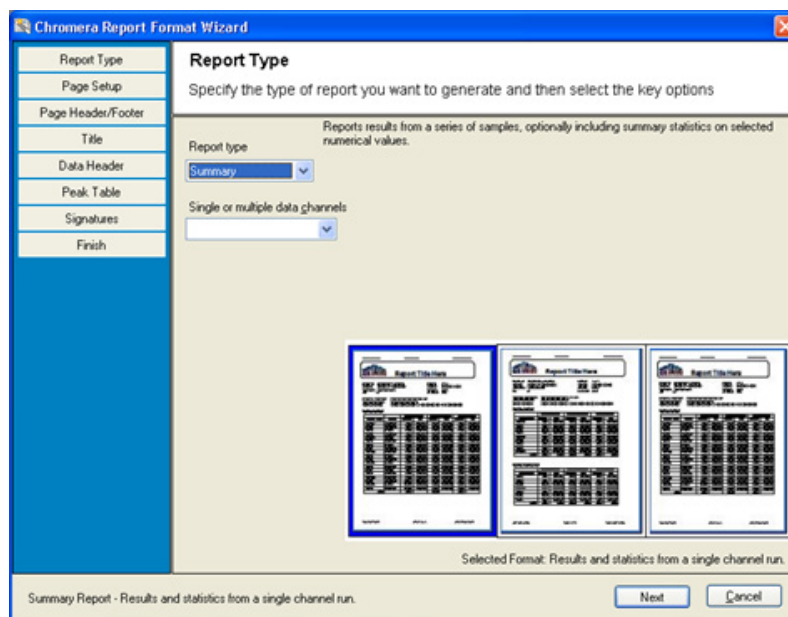 Chromera Report Format Wizard
Report Type
Page Setup
Page Header/Footer
Title
Data Header
Peak Table
Signatures
Finish
Report Type
Specify the type of report you want to generate and then select the key options
Report type
Reports results from a series of samples, optionally including summary statistics on selected
numerical values.
Summary
Single or multiple data channels
Report Title Here
Report Title Here
Report Title Here
Selected Format: Results and statistics from a single channel run.
Summary Report - Results and statistics from a single channel run.
Next
Cancel